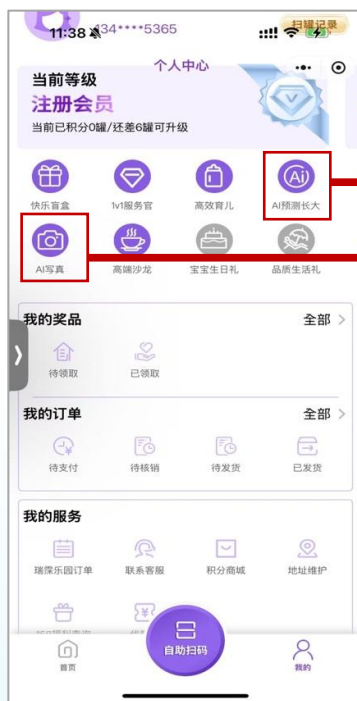 扫罐记录
11:38
34****5365
个人中心
当前等级
注册会员
当前已积分0罐/还差6罐可升级
Ai
快乐盲盒 1v1服务官 高效育儿 AI预测长大
AI写真 高端沙龙 宝宝生日礼 品质生活礼
我的奖品 全部 >
待领取 已领取
我的订单 全部 >
待支付 待核销 待发货 已发货
我的服务
瑞霂乐园订单 联系客服 积分商城 地址维护
自助扫码
首页 我的